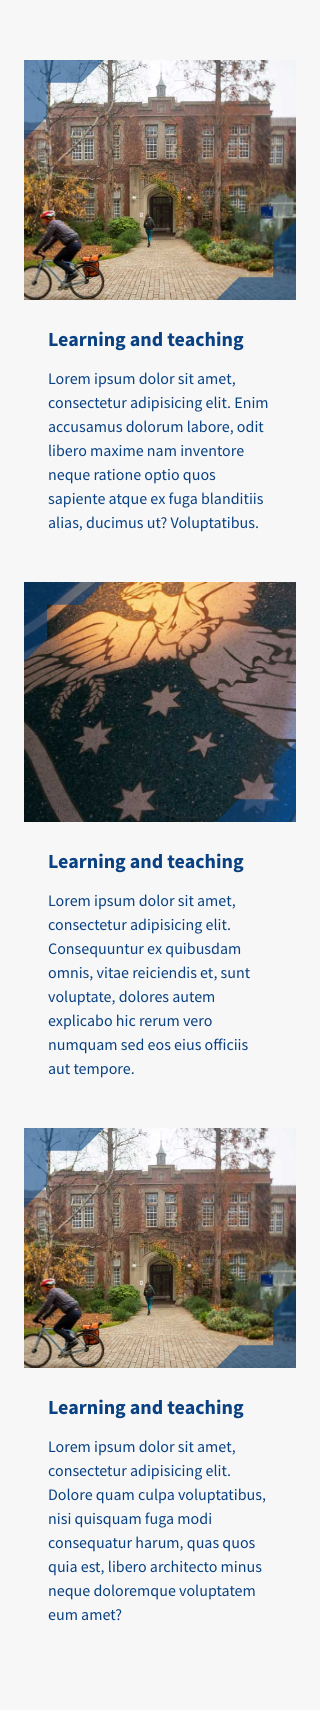 Learning and teaching
Lorem ipsum dolor sit amet,
consectetur adipisicing elit. Enim
accusamus dolorum labore, odit
libero maxime nam inventore
neque ratione optio quos
sapiente atque ex fuga blanditiis
alias, ducimus ut? Voluptatibus.
Learning and teaching
Lorem ipsum dolor sit amet,
consectetur adipisicing elit.
Consequuntur ex quibusdam
omnis, vitae reiciendis et, sunt
voluptate, dolores autem
explicabo hic rerum vero
numquam sed eos eius officiis
aut tempore.
Learning and teaching
Lorem ipsum dolor sit amet,
consectetur adipisicing elit.
Dolore quam culpa voluptatibus,
nisi quisquam fuga modi
consequatur harum, quas quos
quia est, libero architecto minus
neque doloremque voluptatem
eum amet?